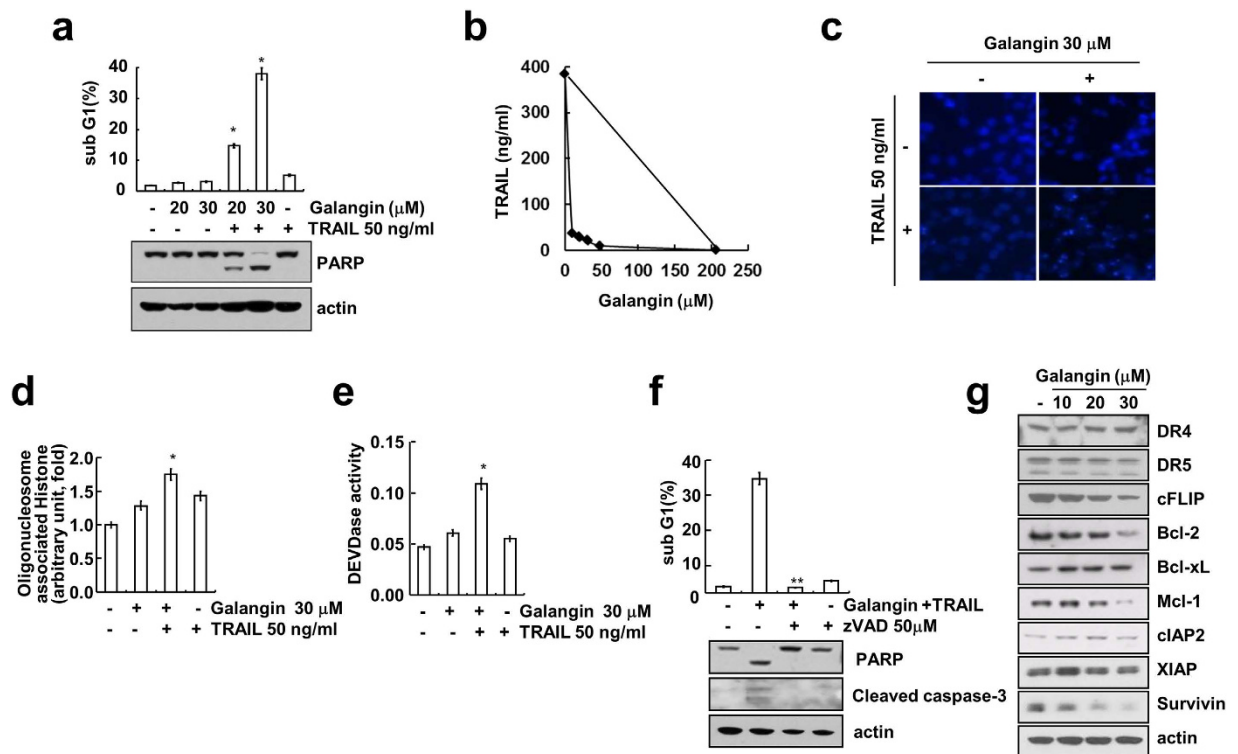 a
sub G1(%)
40
30
20
10
0
*
*
- 20 30 20 30 - Galangin (μM)
- - - + + + TRAIL 50 ng/ml
PARP
actin
b
TRAIL (ng/ml)
400
300
200
100
0
0 50 100 150 200 250
Galangin (μM)
c
Galangin 30 μM
- +
TRAIL 50 ng/ml
-
+
d
Oligonucleosome
associated Histone
(arbitrary unit, fold)
2.0
1.5
1.0
0.5
0.0
*
- + + - Galangin 30 μM
- - + + TRAIL 50 ng/ml
e
DEVDase activity
0.15
0.10
0.05
0.00
*
- + + - Galangin 30 μM
- - + + TRAIL 50 ng/ml
f
sub G1(%)
40
30
20
10
0
**
- + + - Galangin +TRAIL
- - + + zVAD 50μM
PARP
Cleaved caspase-3
actin
g
Galangin (μM)
- 10 20 30
DR4
DR5
cFLIP
Bcl-2
Bcl-xL
Mcl-1
cIAP2
XIAP
Survivin
actin